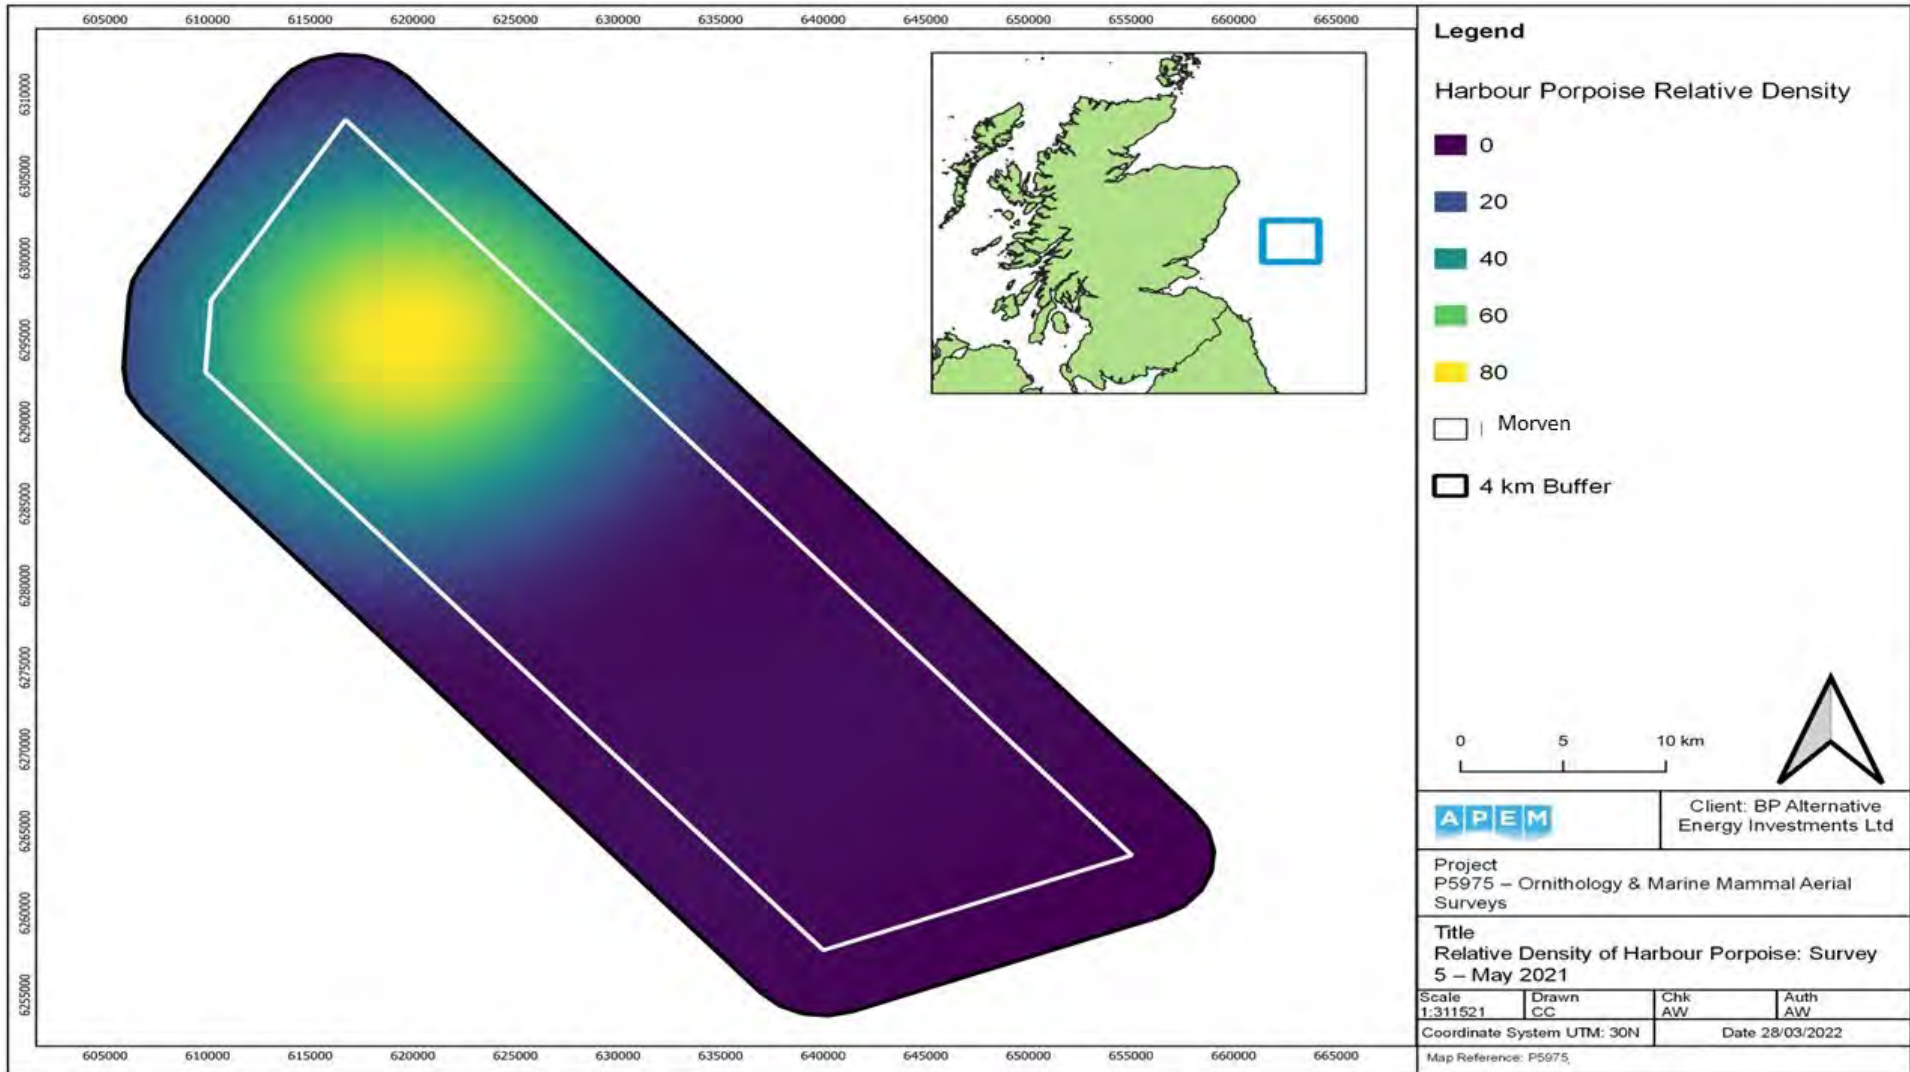 605000 610000 615000 620000 625000 630000 635000 640000 645000 650000 655000 660000 665000
6310000
6305000
6300000
6295000
6290000
6285000
6280000
6275000
6270000
6265000
6260000
6255000
605000 610000 615000 620000 625000 630000 635000 640000 645000 650000 655000 660000 665000
Legend
Harbour Porpoise Relative Density
0
20
40
60
80
Morven
4 km Buffer
0 5 10 km
APEM
Client: BP Alternative
Energy Investments Ltd
Project
P5975 – Ornithology & Marine Mammal Aerial
Surveys
Title
Relative Density of Harbour Porpoise: Survey
5 – May 2021
Scale Drawn Chk Auth
1:311521 CC AW AW
Coordinate System UTM: 30N Date 28/03/2022
Map Reference: P5975